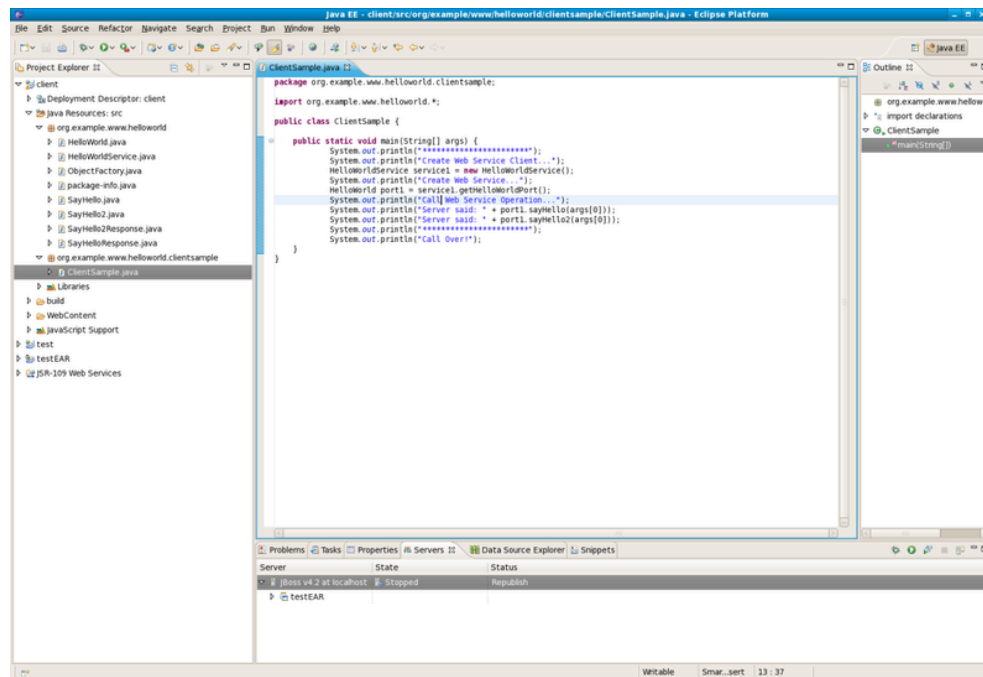 Java EE - client/src/org/example/www/helloworld/clientsample/ClientSample.java - Eclipse Platform
File Edit Source Refactor Navigate Search Project Run Window Help
Java EE
Project Explorer
client
Deployment Descriptor: client
Java Resources: src
org.example.www.helloworld
HelloWorld.java
HelloWorldService.java
ObjectFactory.java
package-info.java
SayHello.java
SayHello2.java
SayHello2Response.java
SayHelloResponse.java
org.example.www.helloworld.clientsample
ClientSample.java
Libraries
build
WebContent
JavaScript Support
test
testEAR
JSR-109 Web Services
ClientSample.java
package org.example.www.helloworld.clientsample;
import org.example.www.helloworld.*;
public class ClientSample {
public static void main(String[] args) {
System.out.println("***********************");
System.out.println("Create Web Service Client...");
HelloWorldService service1 = new HelloWorldService();
System.out.println("Create Web Service...");
HelloWorld port1 = service1.getHelloWorldPort();
System.out.println("Call Web Service Operation...");
System.out.println("Server said: " + port1.sayHello(args[0]));
System.out.println("Server said: " + port1.sayHello2(args[0]));
System.out.println("***********************");
System.out.println("Call Over!");
}
}
Outline
org.example.www.hellow
import declarations
ClientSample
main(String[])
Problems Tasks Properties Servers Data Source Explorer Snippets
Server State Status
JBoss v4.2 at localhost Stopped Republish
testEAR
Writable Smar...sert 13 : 37